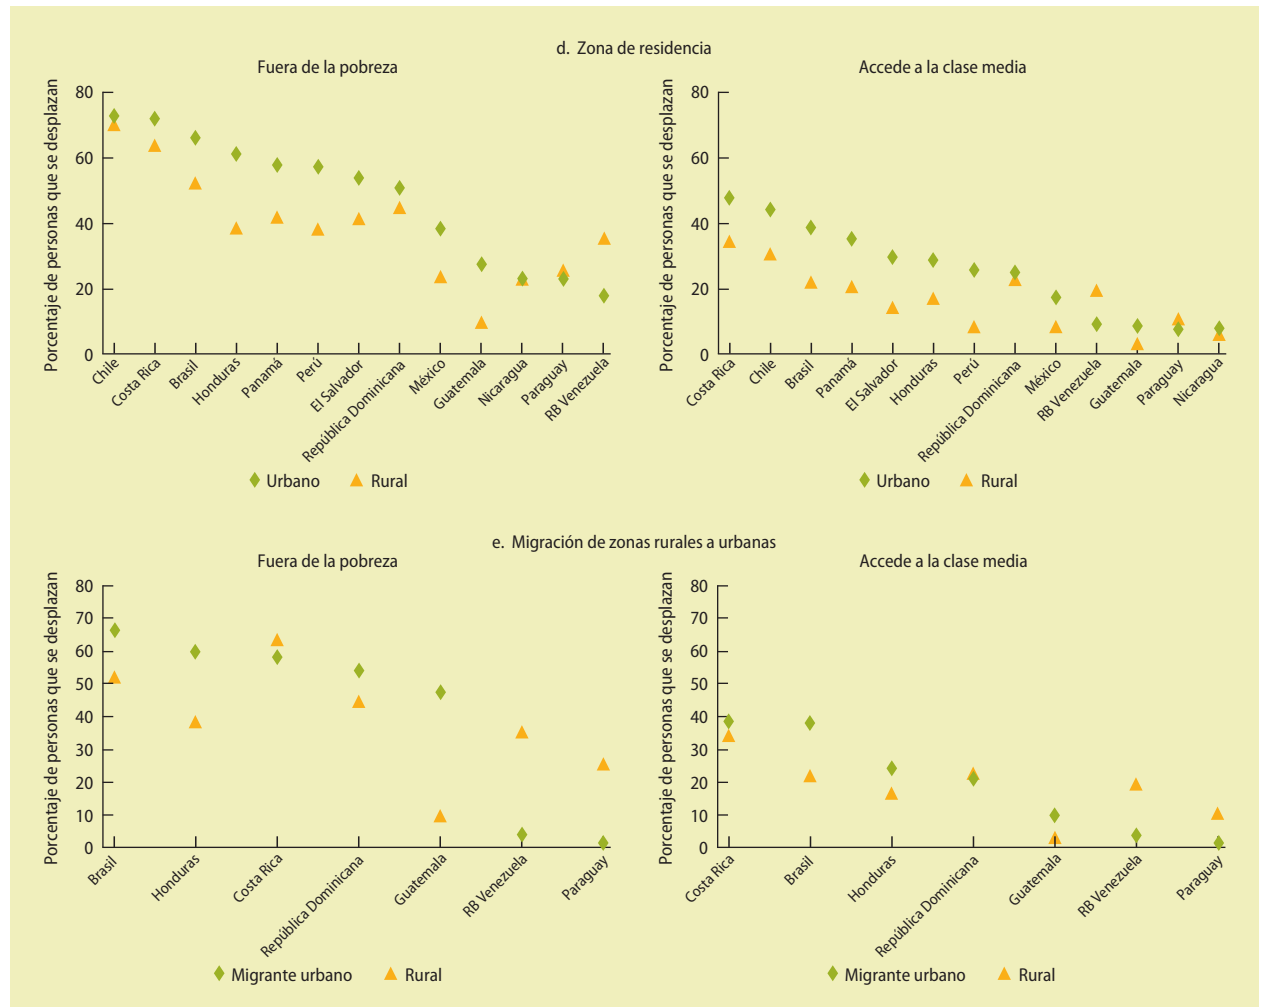 d. Zona de residencia
Fuera de la pobreza
Porcentaje de personas que se desplazan
80
60
40
20
0
Chile
Costa Rica
Brasil
Honduras
Panamá
Perú
El Salvador
República Dominicana
México
Guatemala
Nicaragua
Paraguay
RB Venezuela
Urbano Rural
Accede a la clase media
Porcentaje de personas que se desplazan
80
60
40
20
0
Costa Rica
Chile
Brasil
Panamá
El Salvador
Honduras
Perú
República Dominicana
México
RB Venezuela
Guatemala
Paraguay
Nicaragua
Urbano Rural
e. Migración de zonas rurales a urbanas
Fuera de la pobreza
Porcentaje de personas que se desplazan
80
70
60
50
40
30
20
10
0
Brasil
Honduras
Costa Rica
República Dominicana
Guatemala
RB Venezuela
Paraguay
Migrante urbano Rural
Accede a la clase media
Porcentaje de personas que se desplazan
80
70
60
50
40
30
20
10
0
Costa Rica
Brasil
Honduras
República Dominicana
Guatemala
RB Venezuela
Paraguay
Migrante urbano Rural